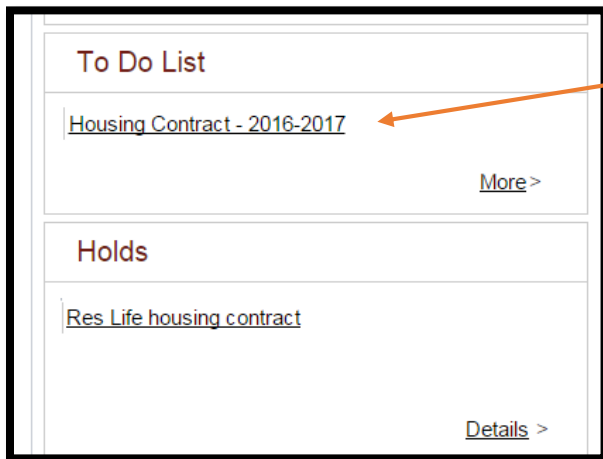 To Do List
Housing Contract - 2016-2017
More >
Holds
Res Life housing contract
Details >